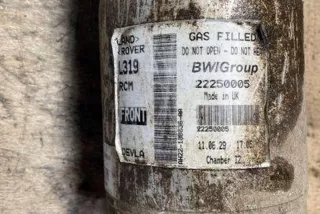 LAND>
ROVER
L319
RCM
FRONT
GAS FILLED
DO NOT OPEN - DO NOT
BWIGroup
22250005
Made in UK
22250005
11.06.20 17.
Chamber